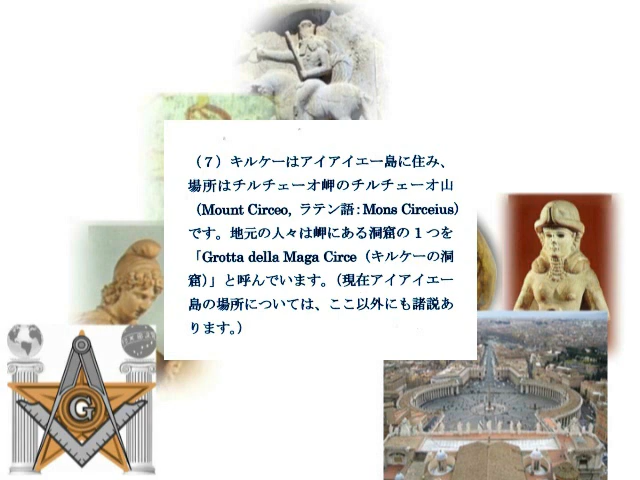 （７）キルケーはアイアイエー島に住み、
場所はチルチェーオ岬のチルチェーオ山
（Mount Circeo, ラテン語：Mons Circeius）
です。地元の人々は岬にある洞窟の１つを
「Grotta della Maga Circe（キルケーの洞
窟）」と呼んでいます。（現在アイアイエー
島の場所については、ここ以外にも諸説あ
ります。）
G